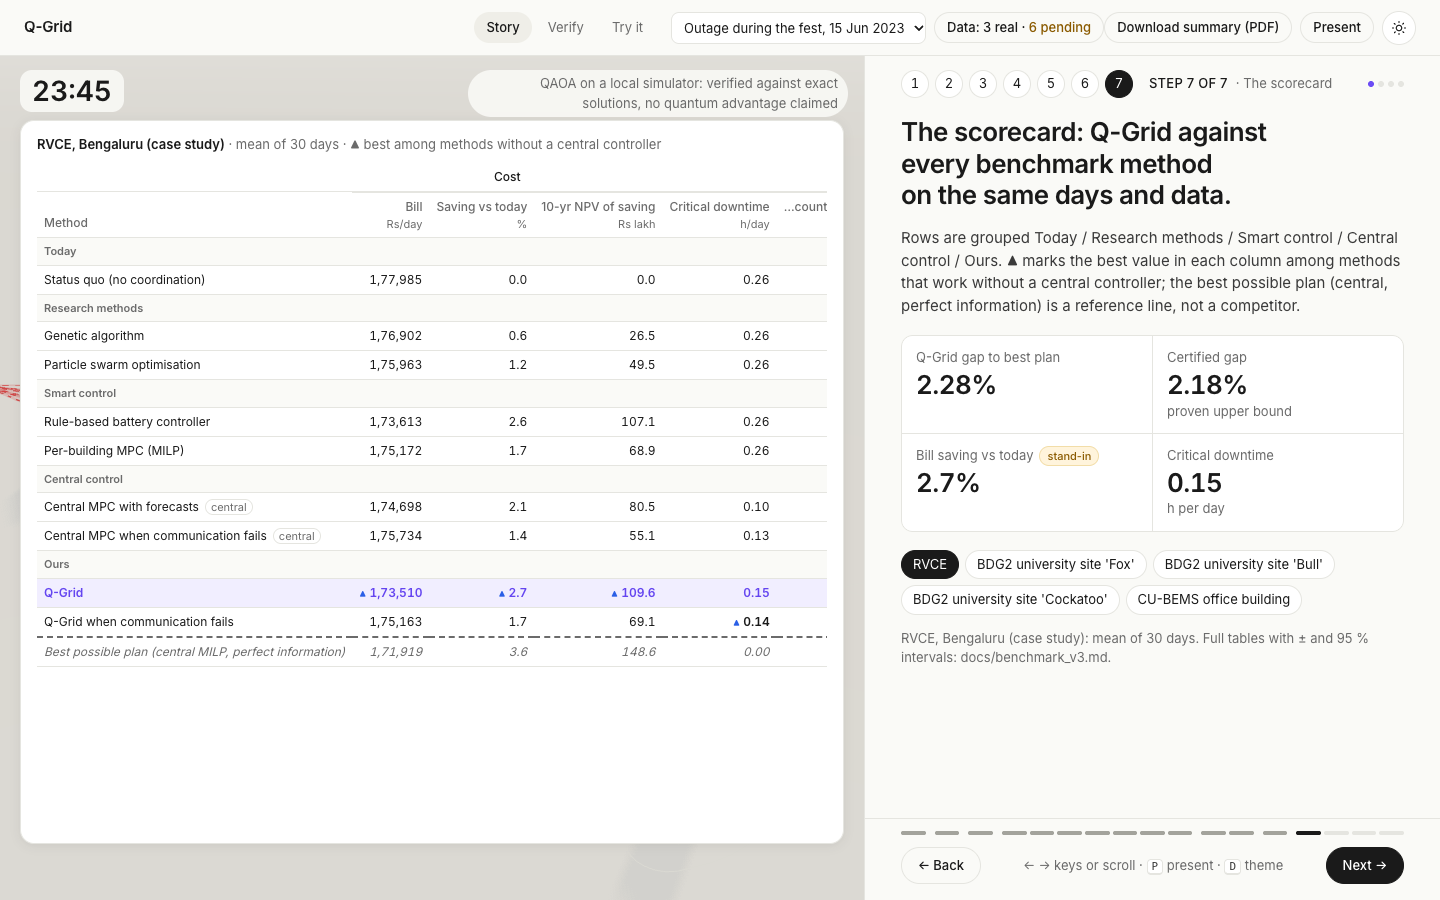 Q-Grid
Story
Verify
Try it
Outage during the fest, 15 Jun 2023
Data: 3 real · 6 pending
Download summary (PDF)
Present
23:45
QAOA on a local simulator: verified against exact
solutions, no quantum advantage claimed
RVCE, Bengaluru (case study) · mean of 30 days · ▲ best among methods without a central controller
Cost
Method
Bill Saving vs today 10-yr NPV of saving Critical downtime ...count
Rs/day % Rs lakh h/day
Today
Status quo (no coordination) 1,77,985 0.0 0.0 0.26
Research methods
Genetic algorithm 1,76,902 0.6 26.5 0.26
Particle swarm optimisation 1,75,963 1.2 49.5 0.26
Smart control
Rule-based battery controller 1,73,613 2.6 107.1 0.26
Per-building MPC (MILP) 1,75,172 1.7 68.9 0.26
Central control
Central MPC with forecasts central 1,74,698 2.1 80.5 0.10
Central MPC when communication fails central 1,75,734 1.4 55.1 0.13
Ours
Q-Grid ▲ 1,73,510 ▲ 2.7 ▲ 109.6 0.15
Q-Grid when communication fails 1,75,163 1.7 69.1 ▲ 0.14
Best possible plan (central MILP, perfect information) 1,71,919 3.6 148.6 0.00
1 2 3 4 5 6 7 STEP 7 OF 7 · The scorecard
The scorecard: Q-Grid against
every benchmark method
on the same days and data.
Rows are grouped Today / Research methods / Smart control / Central
control / Ours. ▲ marks the best value in each column among methods
that work without a central controller; the best possible plan (central,
perfect information) is a reference line, not a competitor.
Q-Grid gap to best plan
2.28%
Certified gap
2.18%
proven upper bound
Bill saving vs today stand-in
2.7%
Critical downtime
0.15
h per day
RVCE
BDG2 university site 'Fox'
BDG2 university site 'Bull'
BDG2 university site 'Cockatoo'
CU-BEMS office building
RVCE, Bengaluru (case study): mean of 30 days. Full tables with ± and 95 %
intervals: docs/benchmark_v3.md.
← Back
← → keys or scroll · P present · D theme
Next →